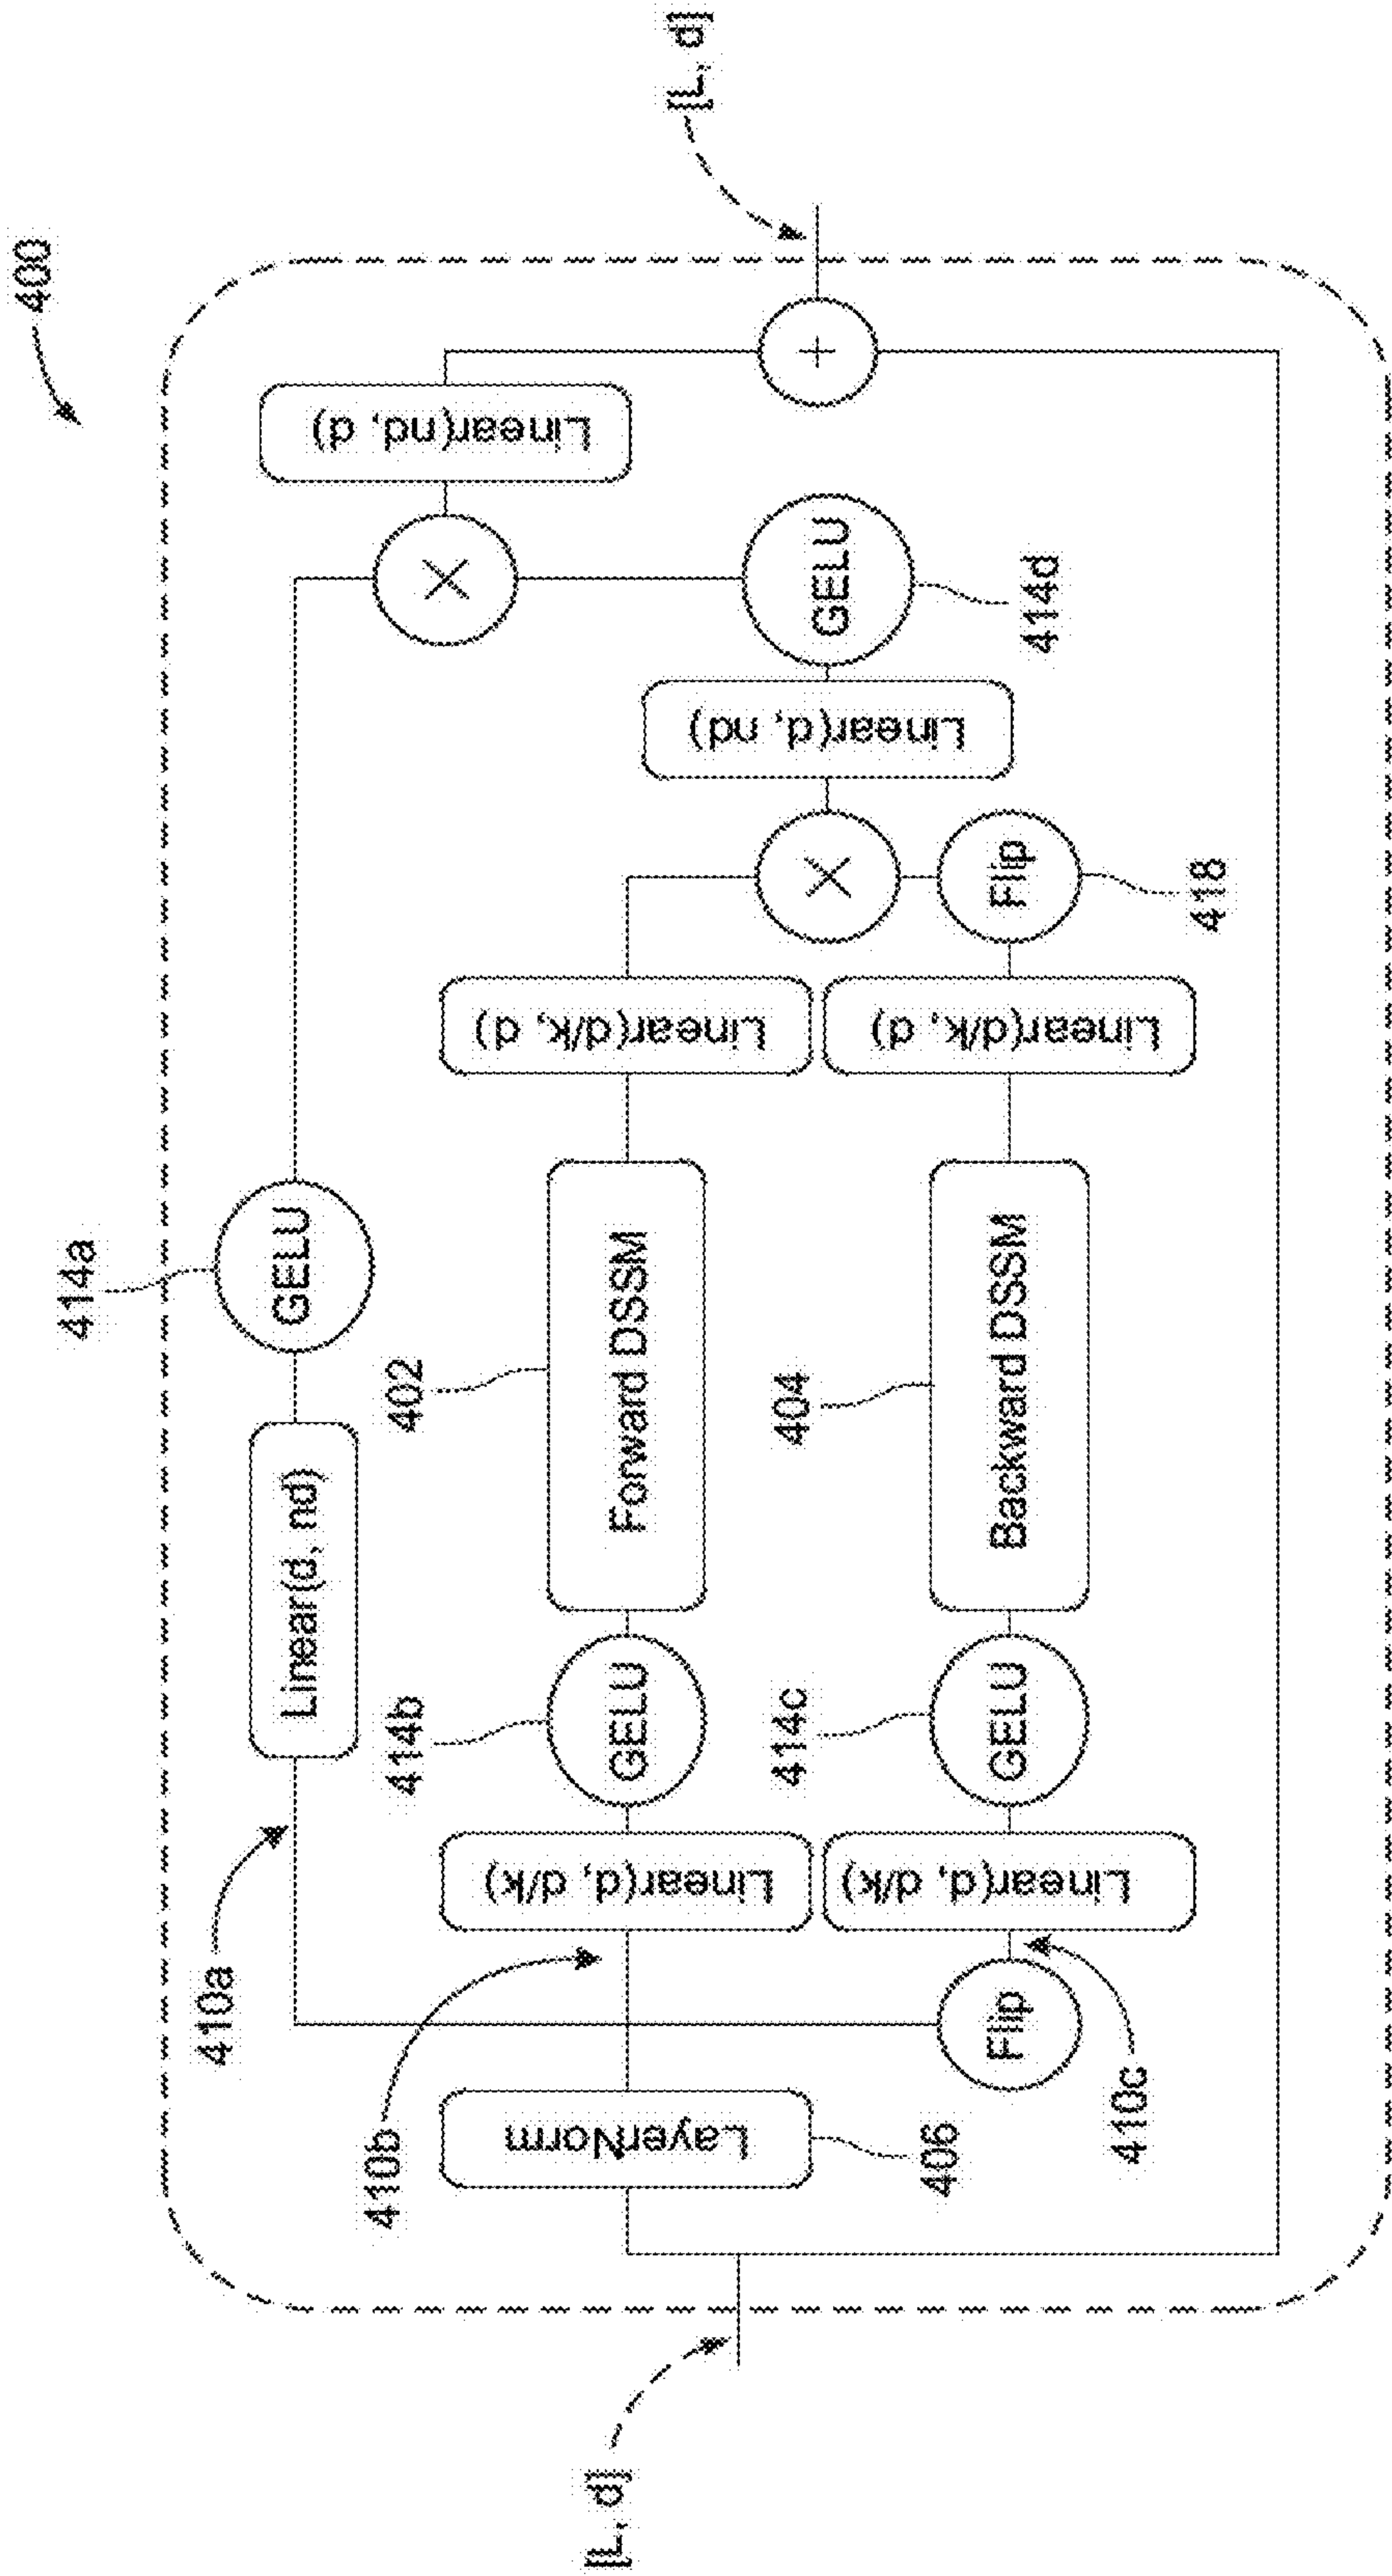 400
[L, d]
LayerNorm
406
410a
410b
410c
Flip
Linear(d, nd)
Linear(d, d/k)
Linear(d, d/k)
414a
GELU
414b
GELU
414c
GELU
402
Forward DSSM
404
Backward DSSM
Linear(d/k, d)
Linear(d/k, d)
×
Flip
418
Linear(d, nd)
GELU
414d
×
Linear(nd, d)
+
[L, d]